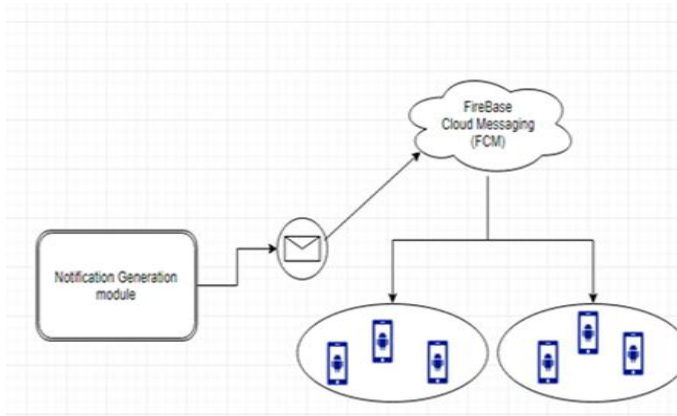 FireBase
Cloud Messaging
(FCM)
Notification Generation
module